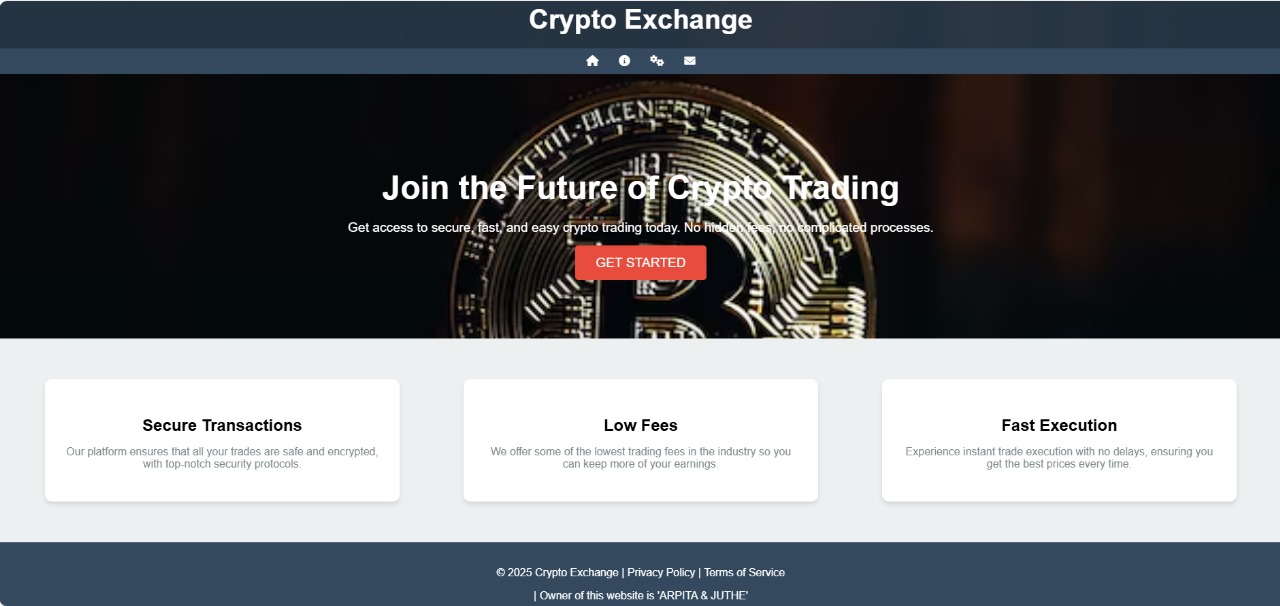 Crypto Exchange
Join the Future of Crypto Trading
Get access to secure, fast, and easy crypto trading today. No hidden fees, no complicated processes.
GET STARTED
Secure Transactions
Our platform ensures that all your trades are safe and encrypted,
with top-notch security protocols.
Low Fees
We offer some of the lowest trading fees in the industry so you
can keep more of your earnings.
Fast Execution
Experience instant trade execution with no delays, ensuring you
get the best prices every time.
© 2025 Crypto Exchange | Privacy Policy | Terms of Service
| Owner of this website is 'ARPITA & JUTHE'